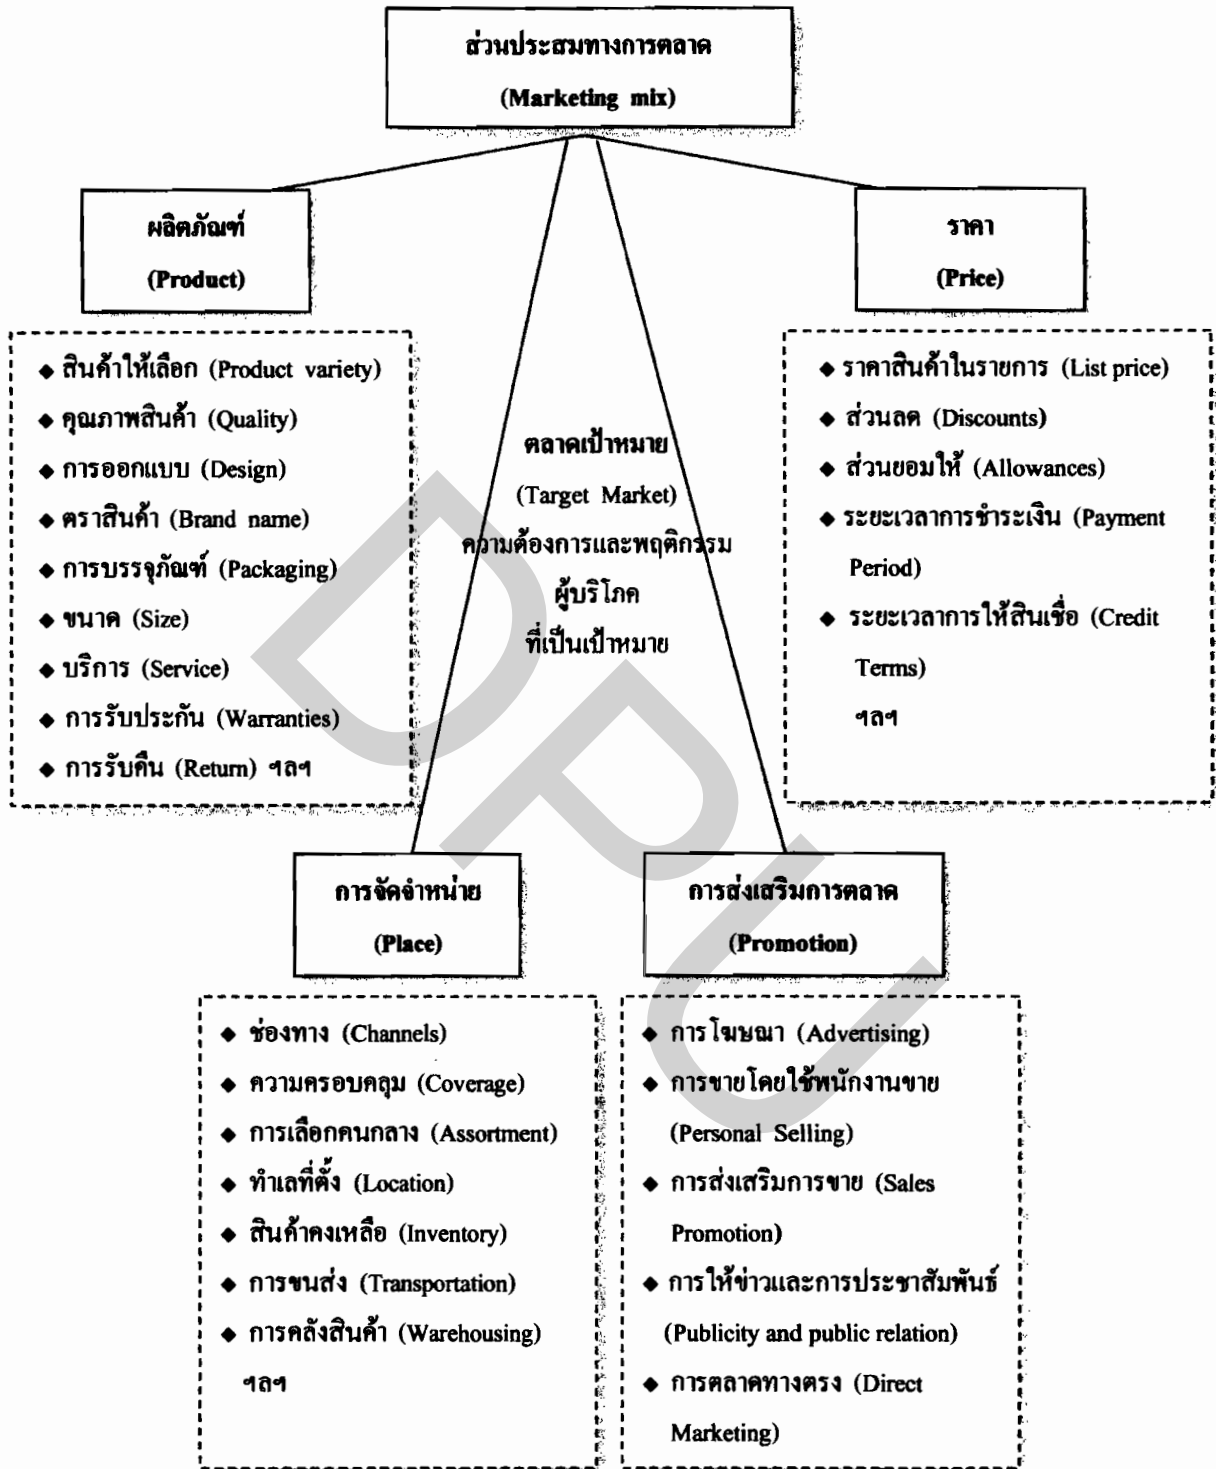 ส่วนประสมทางการตลาด
(Marketing mix)
ผลิตภัณฑ์
(Product)
ราคา
(Price)
◆ สินค้าให้เลือก (Product variety)
◆ คุณภาพสินค้า (Quality)
◆ การออกแบบ (Design)
◆ ตราสินค้า (Brand name)
◆ การบรรจุภัณฑ์ (Packaging)
◆ ขนาด (Size)
◆ บริการ (Service)
◆ การรับประกัน (Warranties)
◆ การรับคืน (Return) ฯลฯ
ตลาดเป้าหมาย
(Target Market)
ความต้องการและพฤติกรรม
ผู้บริโภค
ที่เป็นเป้าหมาย
◆ ราคาสินค้าในรายการ (List price)
◆ ส่วนลด (Discounts)
◆ ส่วนยอมให้ (Allowances)
◆ ระยะเวลาการชำระเงิน (Payment
Period)
◆ ระยะเวลาการให้สินเชื่อ (Credit
Terms)
ฯลฯ
การจัดจำหน่าย
(Place)
การส่งเสริมการตลาด
(Promotion)
◆ ช่องทาง (Channels)
◆ ความครอบคลุม (Coverage)
◆ การเลือกคนกลาง (Assortment)
◆ ทำเลที่ตั้ง (Location)
◆ สินค้าคงเหลือ (Inventory)
◆ การขนส่ง (Transportation)
◆ การคลังสินค้า (Warehousing)
ฯลฯ
◆ การโฆษณา (Advertising)
◆ การขายโดยใช้พนักงานขาย
(Personal Selling)
◆ การส่งเสริมการขาย (Sales
Promotion)
◆ การให้ข่าวและการประชาสัมพันธ์
(Publicity and public relation)
◆ การตลาดทางตรง (Direct
Marketing)
DPU